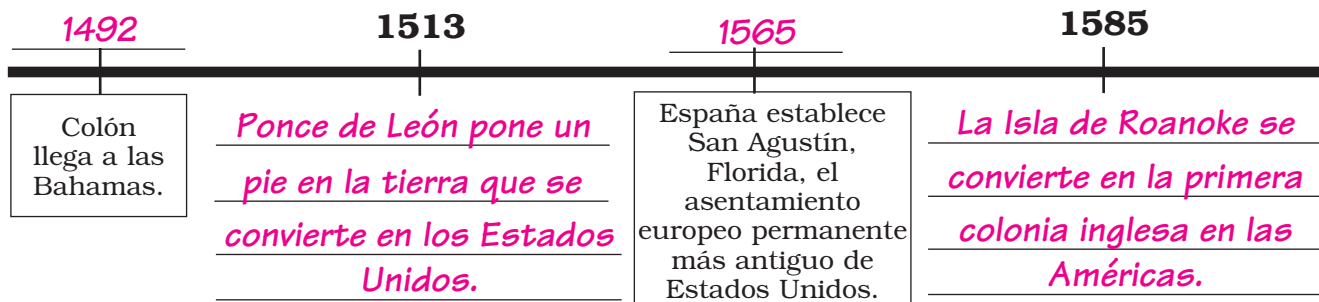 1492
1513
1565
1585
Colón
llega a las
Bahamas.
Ponce de León pone un
pie en la tierra que se
convierte en los Estados
Unidos.
España establece
San Agustín,
Florida, el
asentamiento
europeo permanente
más antiguo de
Estados Unidos.
La Isla de Roanoke se
convierte en la primera
colonia inglesa en las
Américas.